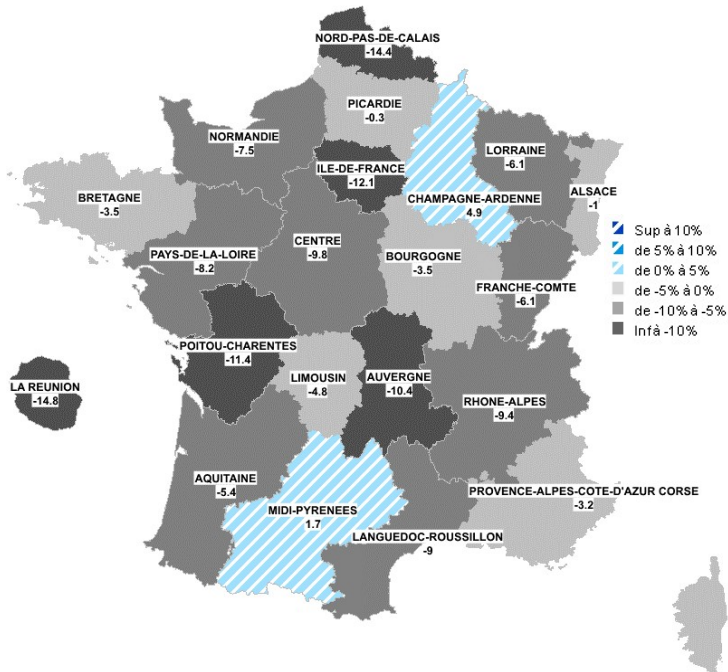 NORD-PAS-DE-CALAIS
-14.4
PICARDIE
-0.3
NORMANDIE
-7.5
LORRAINE
-6.1
ILE-DE-FRANCE
-12.1
ALSACE
-1
BRETAGNE
-3.5
CHAMPAGNE-ARDENNE
4.9
CENTRE
-9.8
PAYS-DE-LA-LOIRE
-8.2
BOURGOGNE
-3.5
FRANCHE-COMTE
-6.1
Sup à 10%
de 5% à 10%
de 0% à 5%
de -5% à 0%
de -10% à -5%
Infà -10%
POITOU-CHARENTES
-11.4
LIMOUSIN
-4.8
AUVERGNE
-10.4
LA REUNION
-14.8
RHONE-ALPES
-9.4
AQUITAINE
-5.4
PROVENCE-ALPES-COTE-D'AZUR CORSE
-3.2
MIDI-PYRENEES
1.7
LANGUEDOC-ROUSSILLON
-9